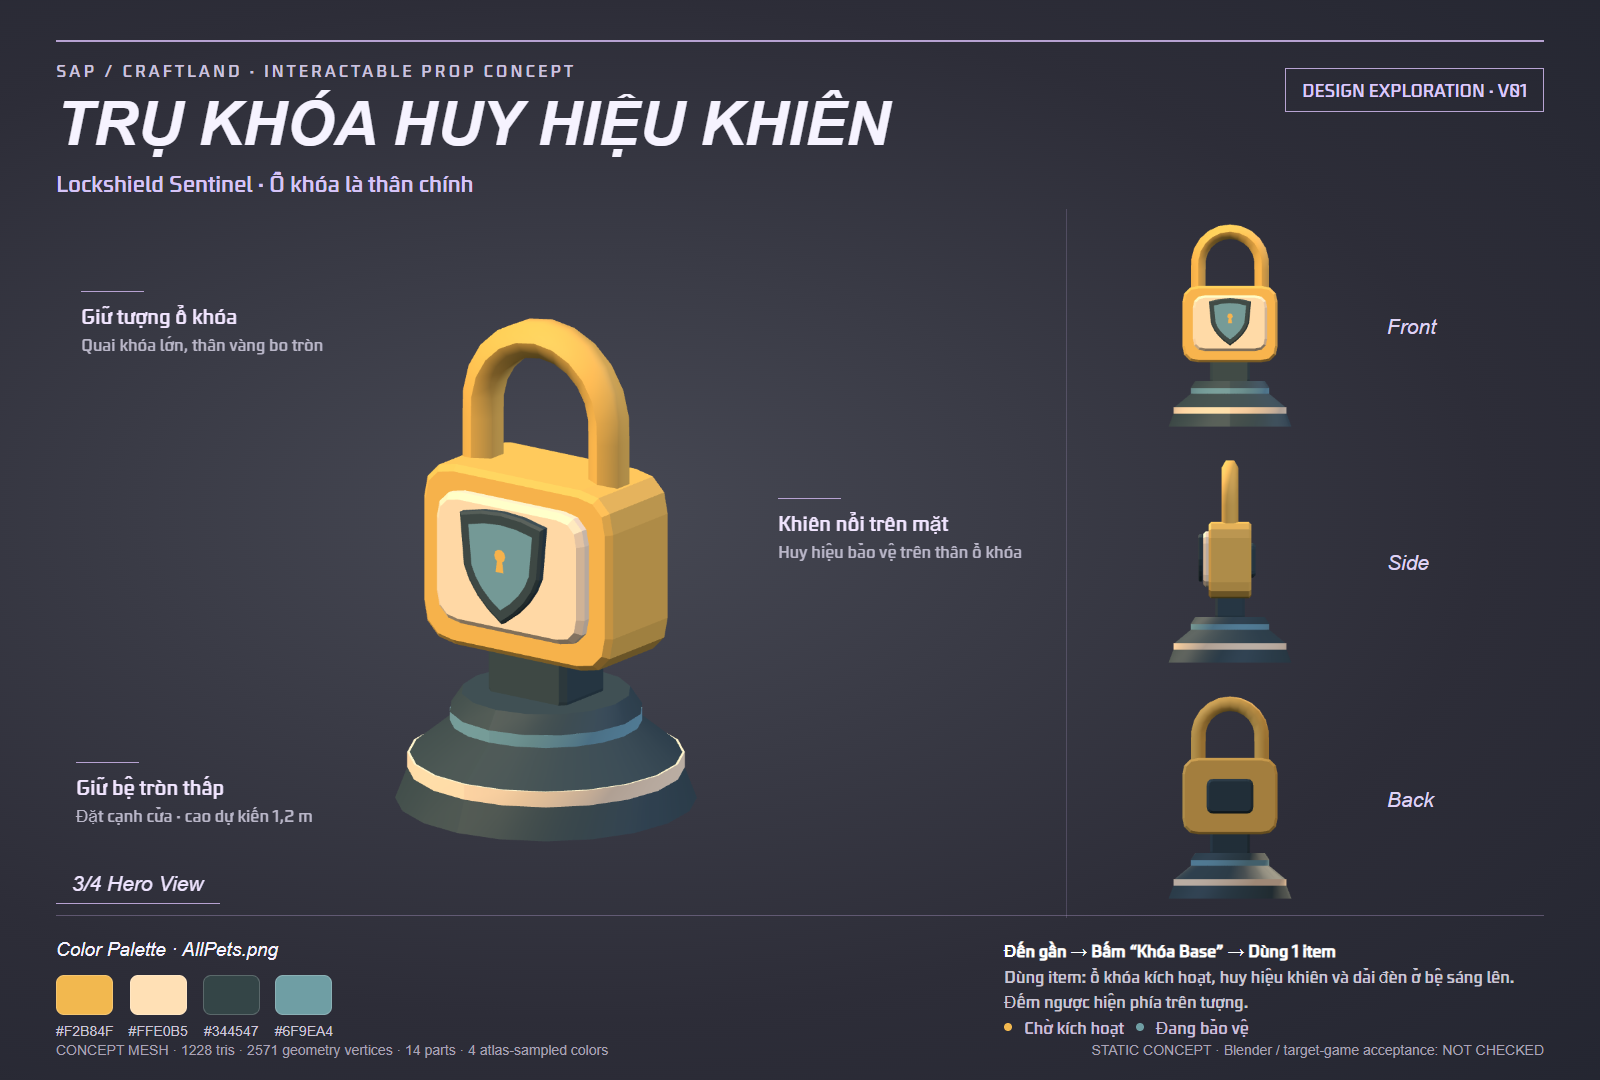 SAP / CRAFTLAND · INTERACTABLE PROP CONCEPT
DESIGN EXPLORATION · V01
TRỤ KHÓA HUY HIỆU KHIÊN
Lockshield Sentinel · Ổ khóa là thân chính
Giữ tượng ổ khóa
Quai khóa lớn, thân vàng bo tròn
Khiên nổi trên mặt
Huy hiệu bảo vệ trên thân ổ khóa
Giữ bệ tròn thấp
Đặt cạnh cửa · cao dự kiến 1,2 m
3/4 Hero View
Front
Side
Back
Color Palette · AllPets.png
#F2B84F #FFE0B5 #344547 #6F9EA4
CONCEPT MESH · 1228 tris · 2571 geometry vertices · 14 parts · 4 atlas-sampled colors
Đến gần → Bấm “Khóa Base” → Dùng 1 item
Dùng item: ổ khóa kích hoạt, huy hiệu khiên và dải đèn ở bệ sáng lên.
Đếm ngược hiện phía trên tượng.
Chờ kích hoạt Đang bảo vệ
STATIC CONCEPT · Blender / target-game acceptance: NOT CHECKED